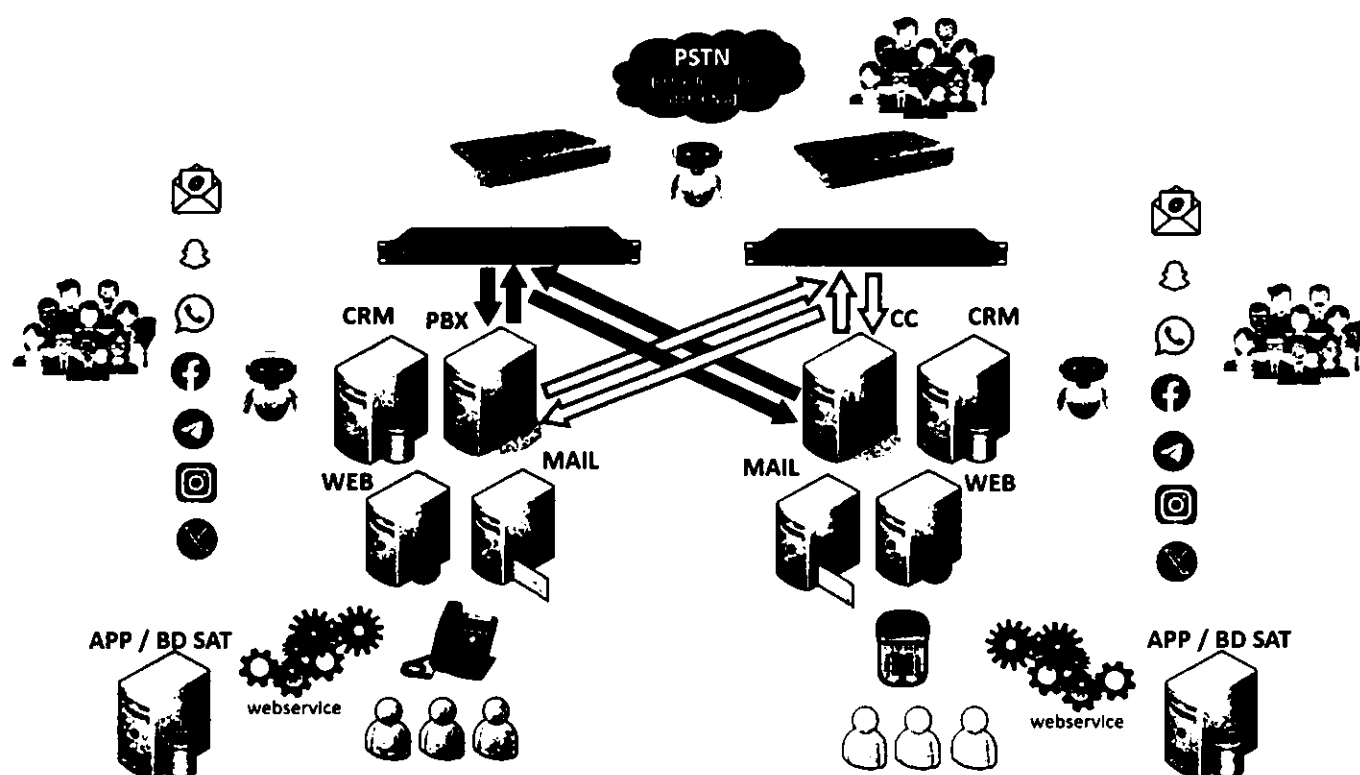 PSTN
CRM
PBX
CC
CRM
WEB
MAIL
MAIL
WEB
APP / BD SAT
webservice
webservice
APP / BD SAT